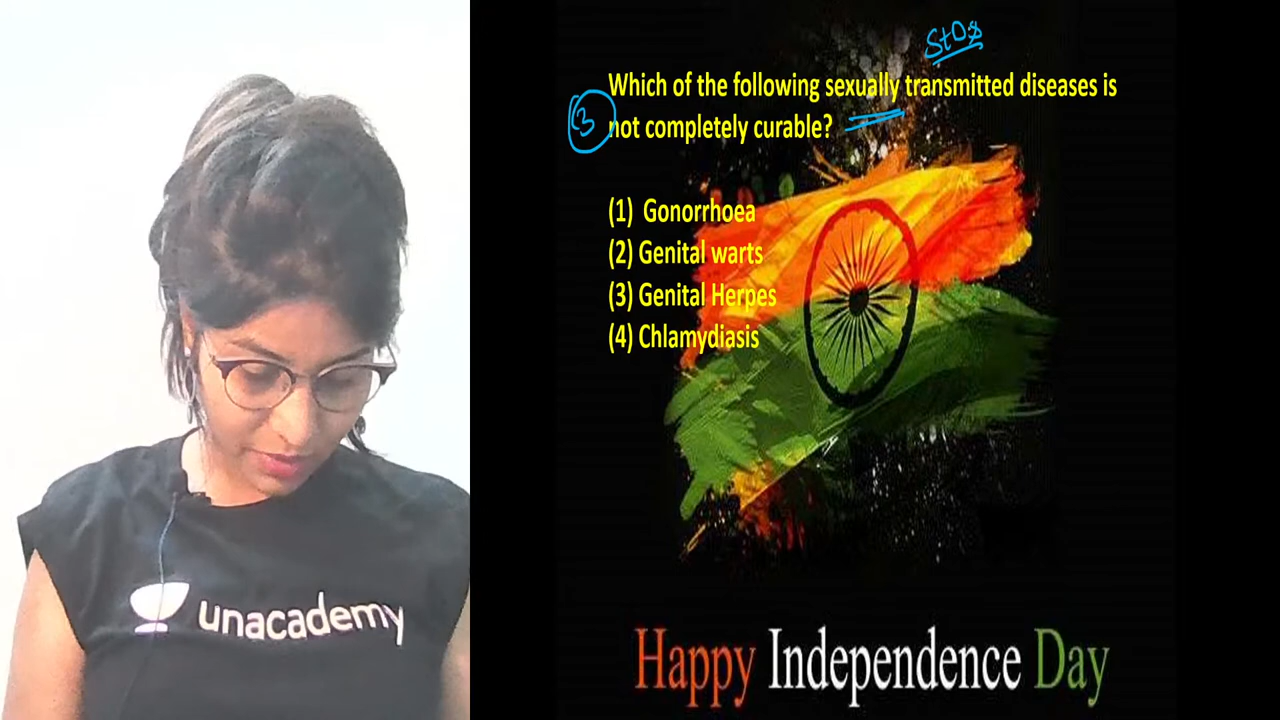 STDs
Which of the following sexually transmitted diseases is
3
not completely curable?
(1) Gonorrhoea
(2) Genital warts
(3) Genital Herpes
(4) Chlamydiasis
unacademy
Happy Independence Day